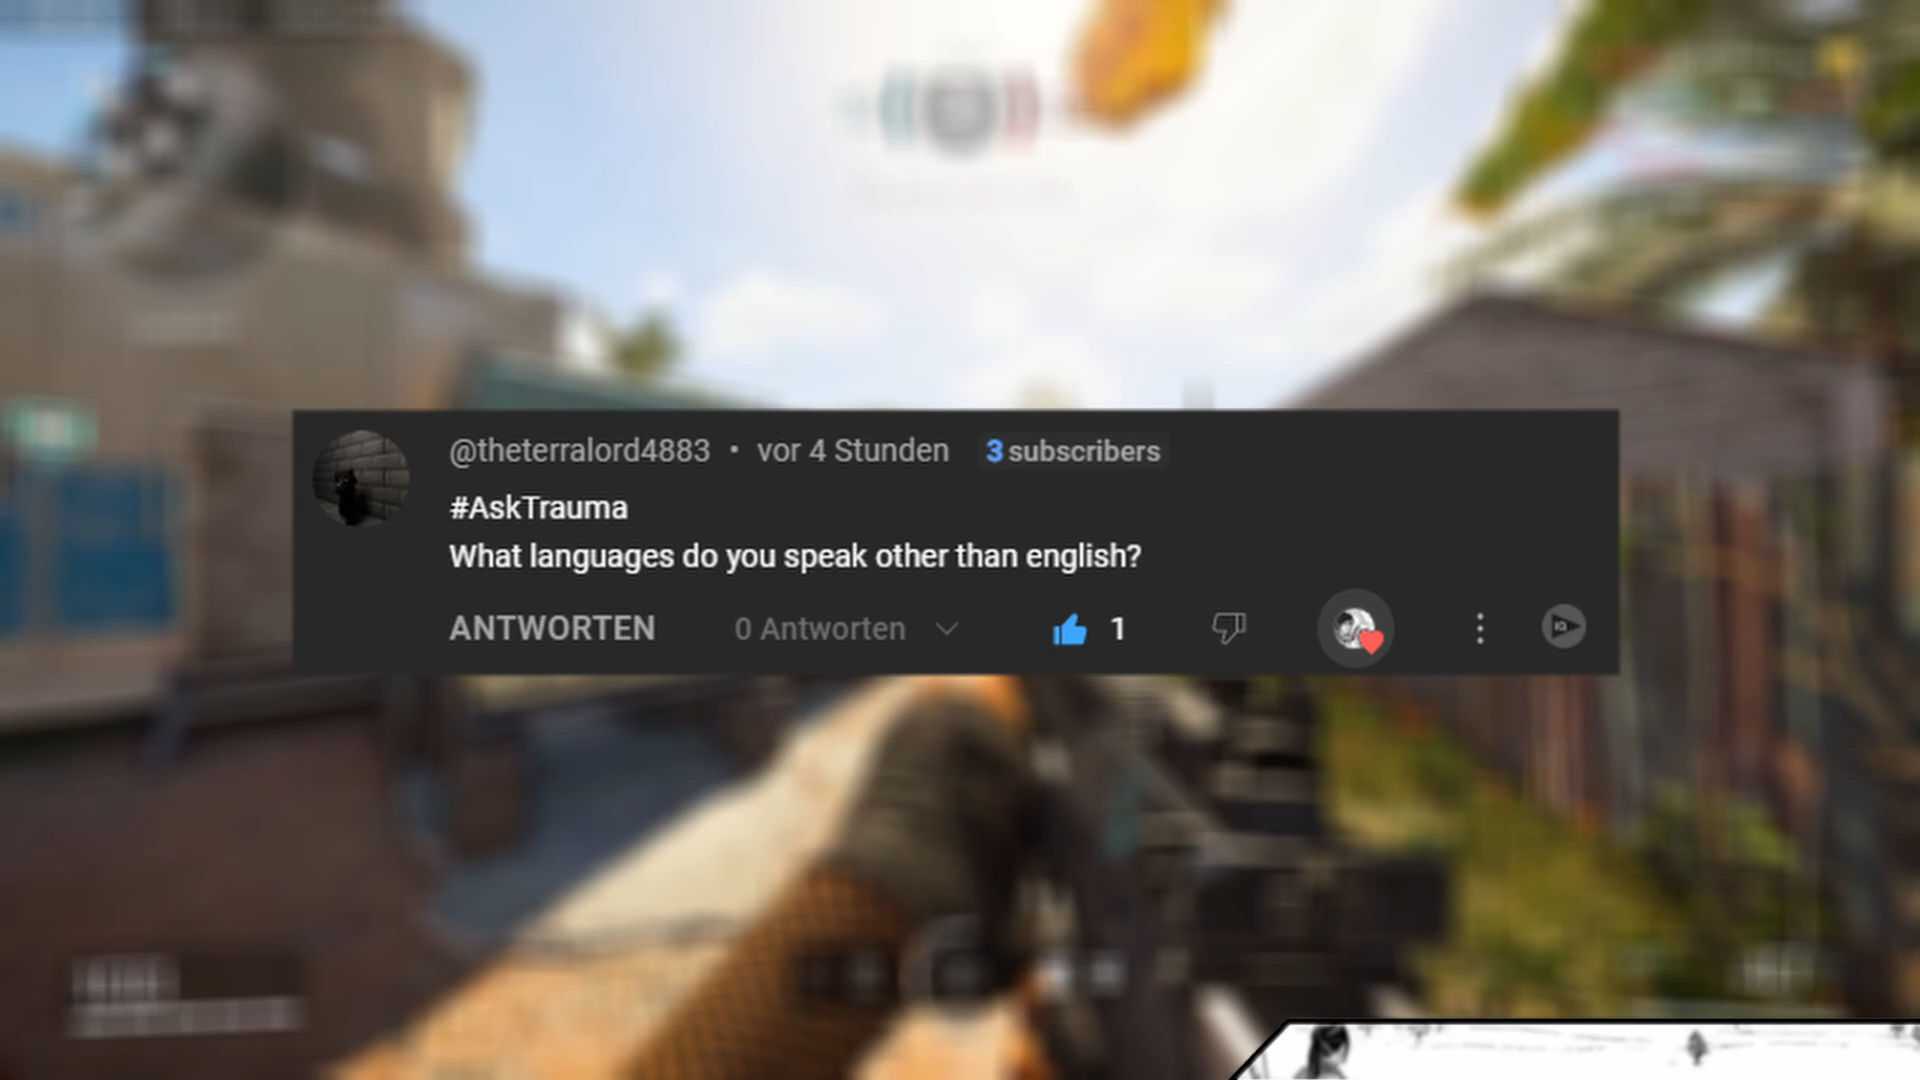 @theterralord4883 • vor 4 Stunden 3 subscribers
#AskTrauma
What languages do you speak other than english?
ANTWORTEN 0 Antworten 1